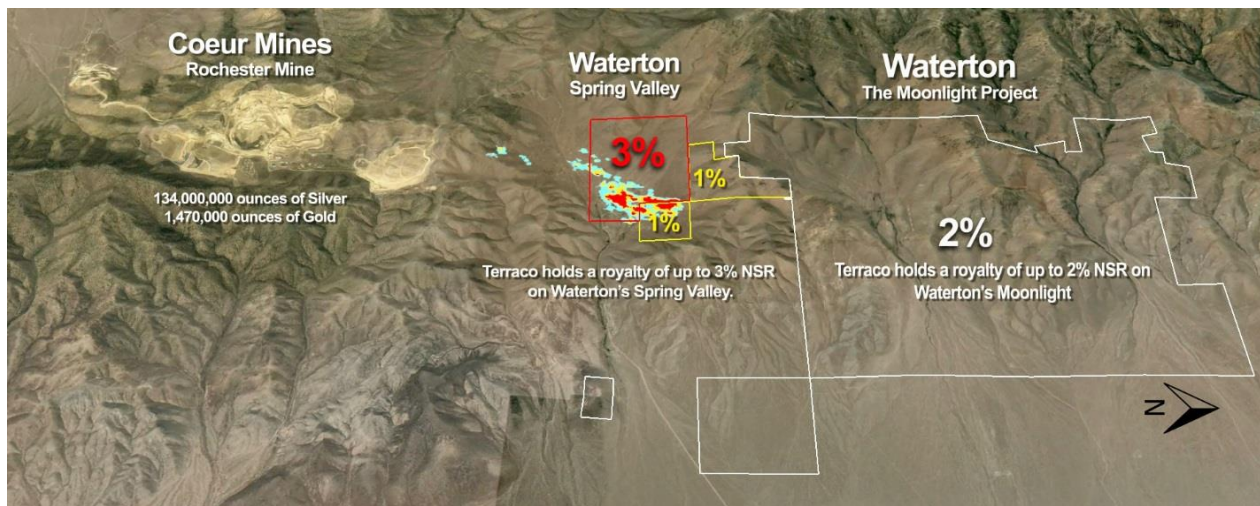 Coeur Mines
Rochester Mine
134,000,000 ounces of Silver
1,470,000 ounces of Gold
Waterton
Spring Valley
3%
1%
1%
Terraco holds a royalty of up to 3% NSR
on Waterton's Spring Valley.
Waterton
The Moonlight Project
2%
Terraco holds a royalty of up to 2% NSR on
Waterton's Moonlight
N